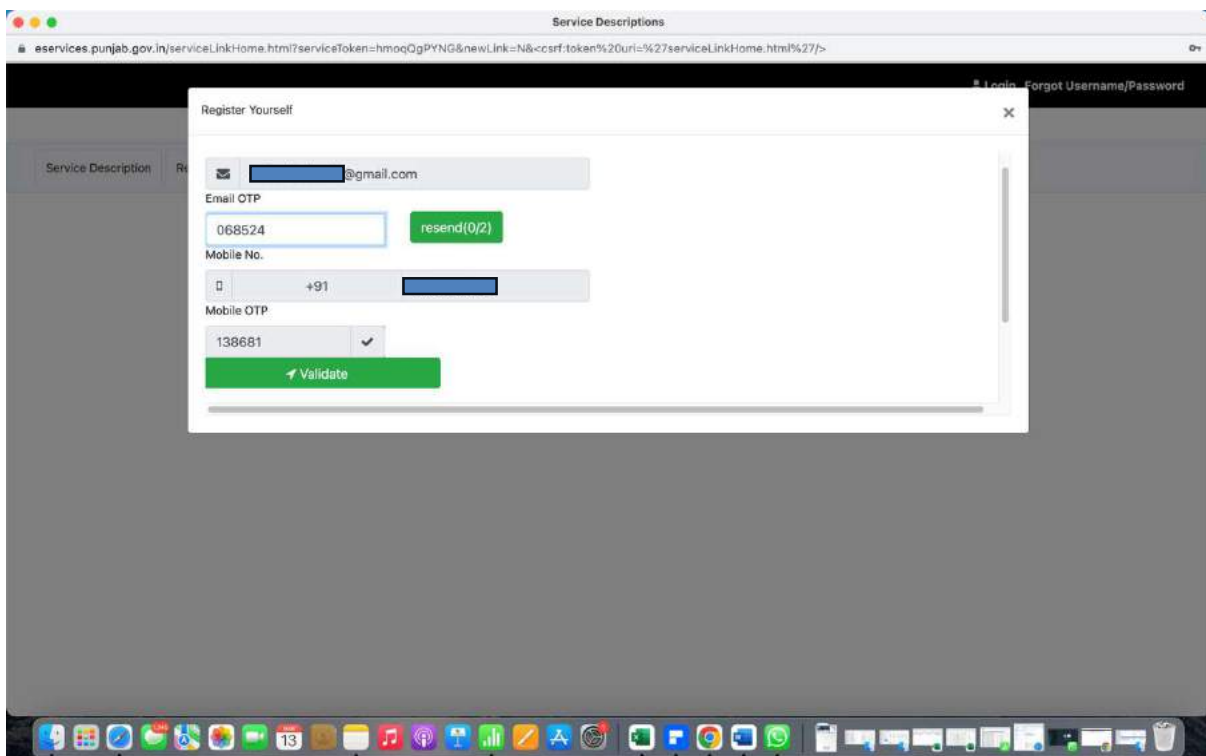 Service Descriptions
eservices.punjab.gov.in/serviceLinkHome.html?serviceToken=hmoqQgPYNG&newLink=N&<csrf:token%20uri=%27serviceLinkHome.html%27/>
Login Forgot Username/Password
Register Yourself
Service Description
@gmail.com
Email OTP
068524
resend(0/2)
Mobile No.
+91
Mobile OTP
138681
Validate
13